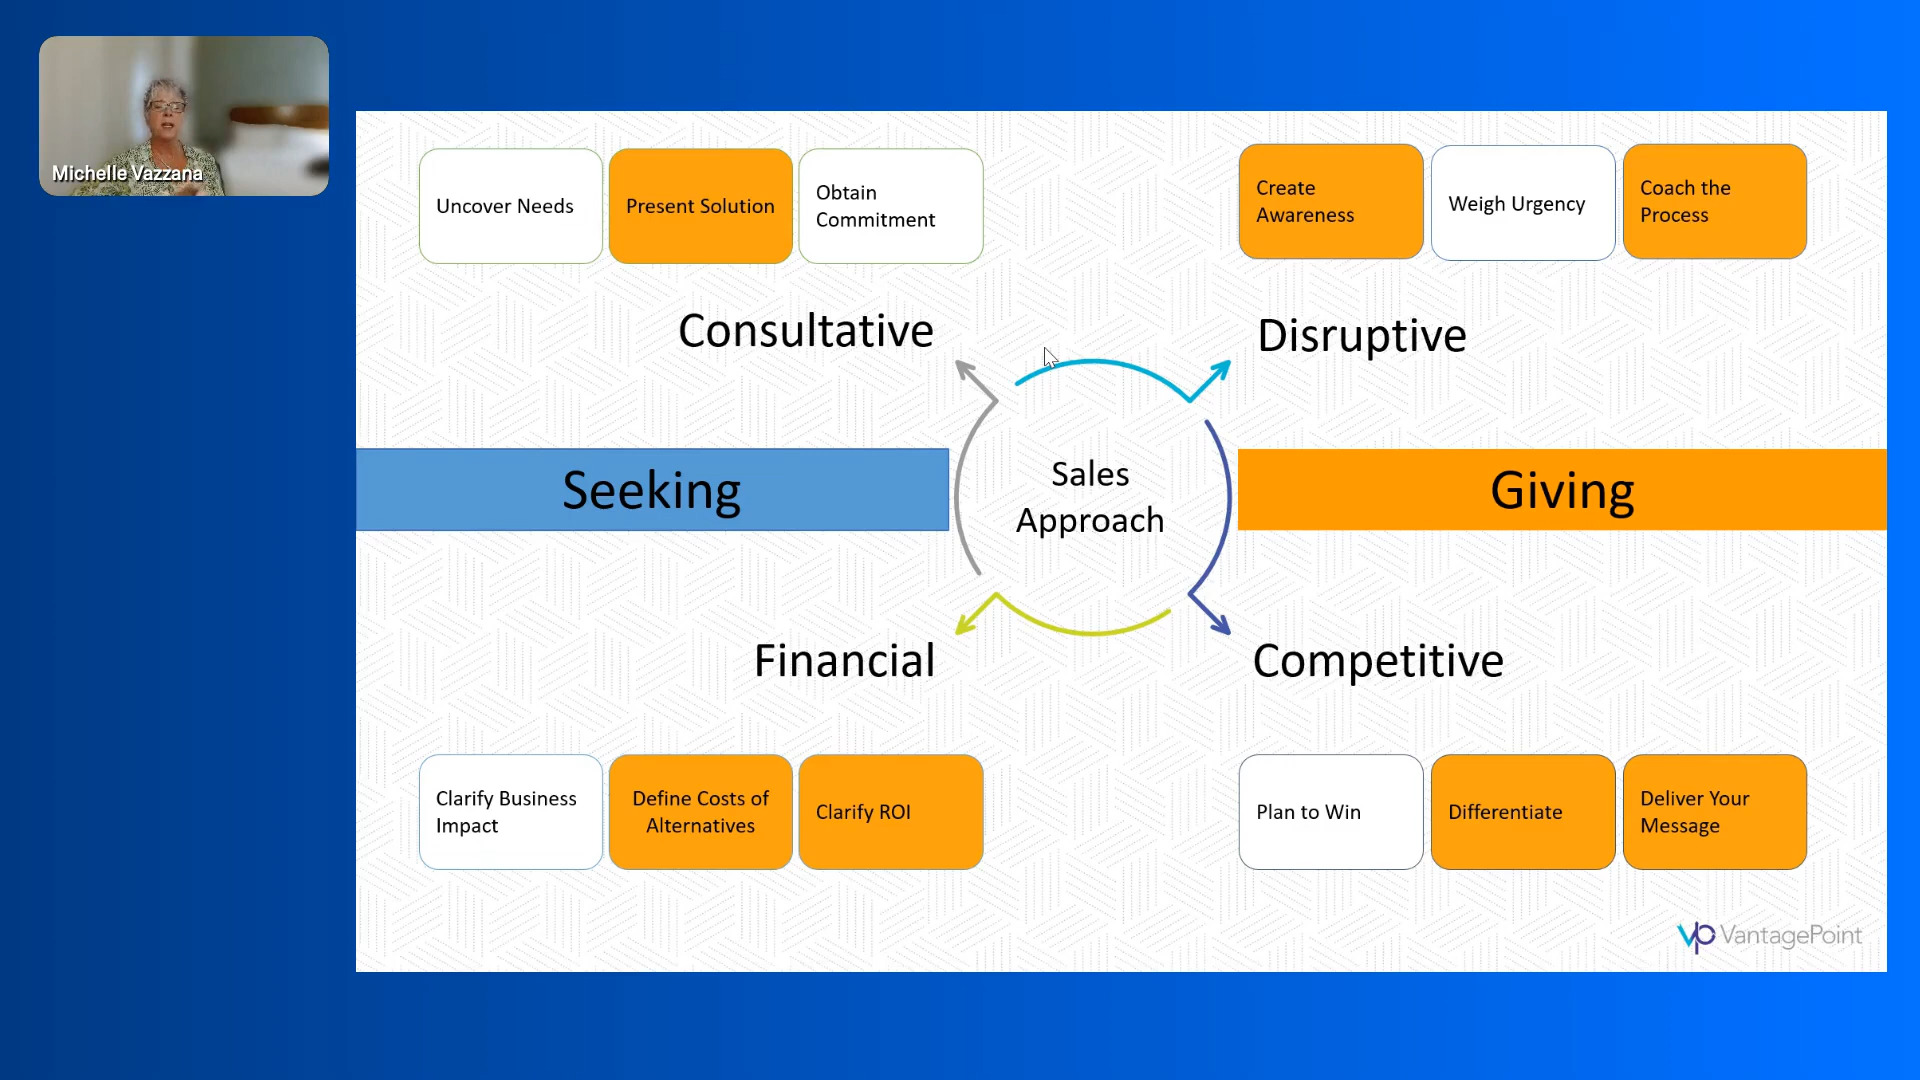 Michelle Vazzana
Uncover Needs
Present Solution
Obtain
Commitment
Create
Awareness
Weigh Urgency
Coach the
Process
Consultative
Disruptive
Seeking
Sales
Approach
Giving
Financial
Competitive
Clarify Business
Impact
Define Costs of
Alternatives
Clarify ROI
Plan to Win
Differentiate
Deliver Your
Message
vp VantagePoint